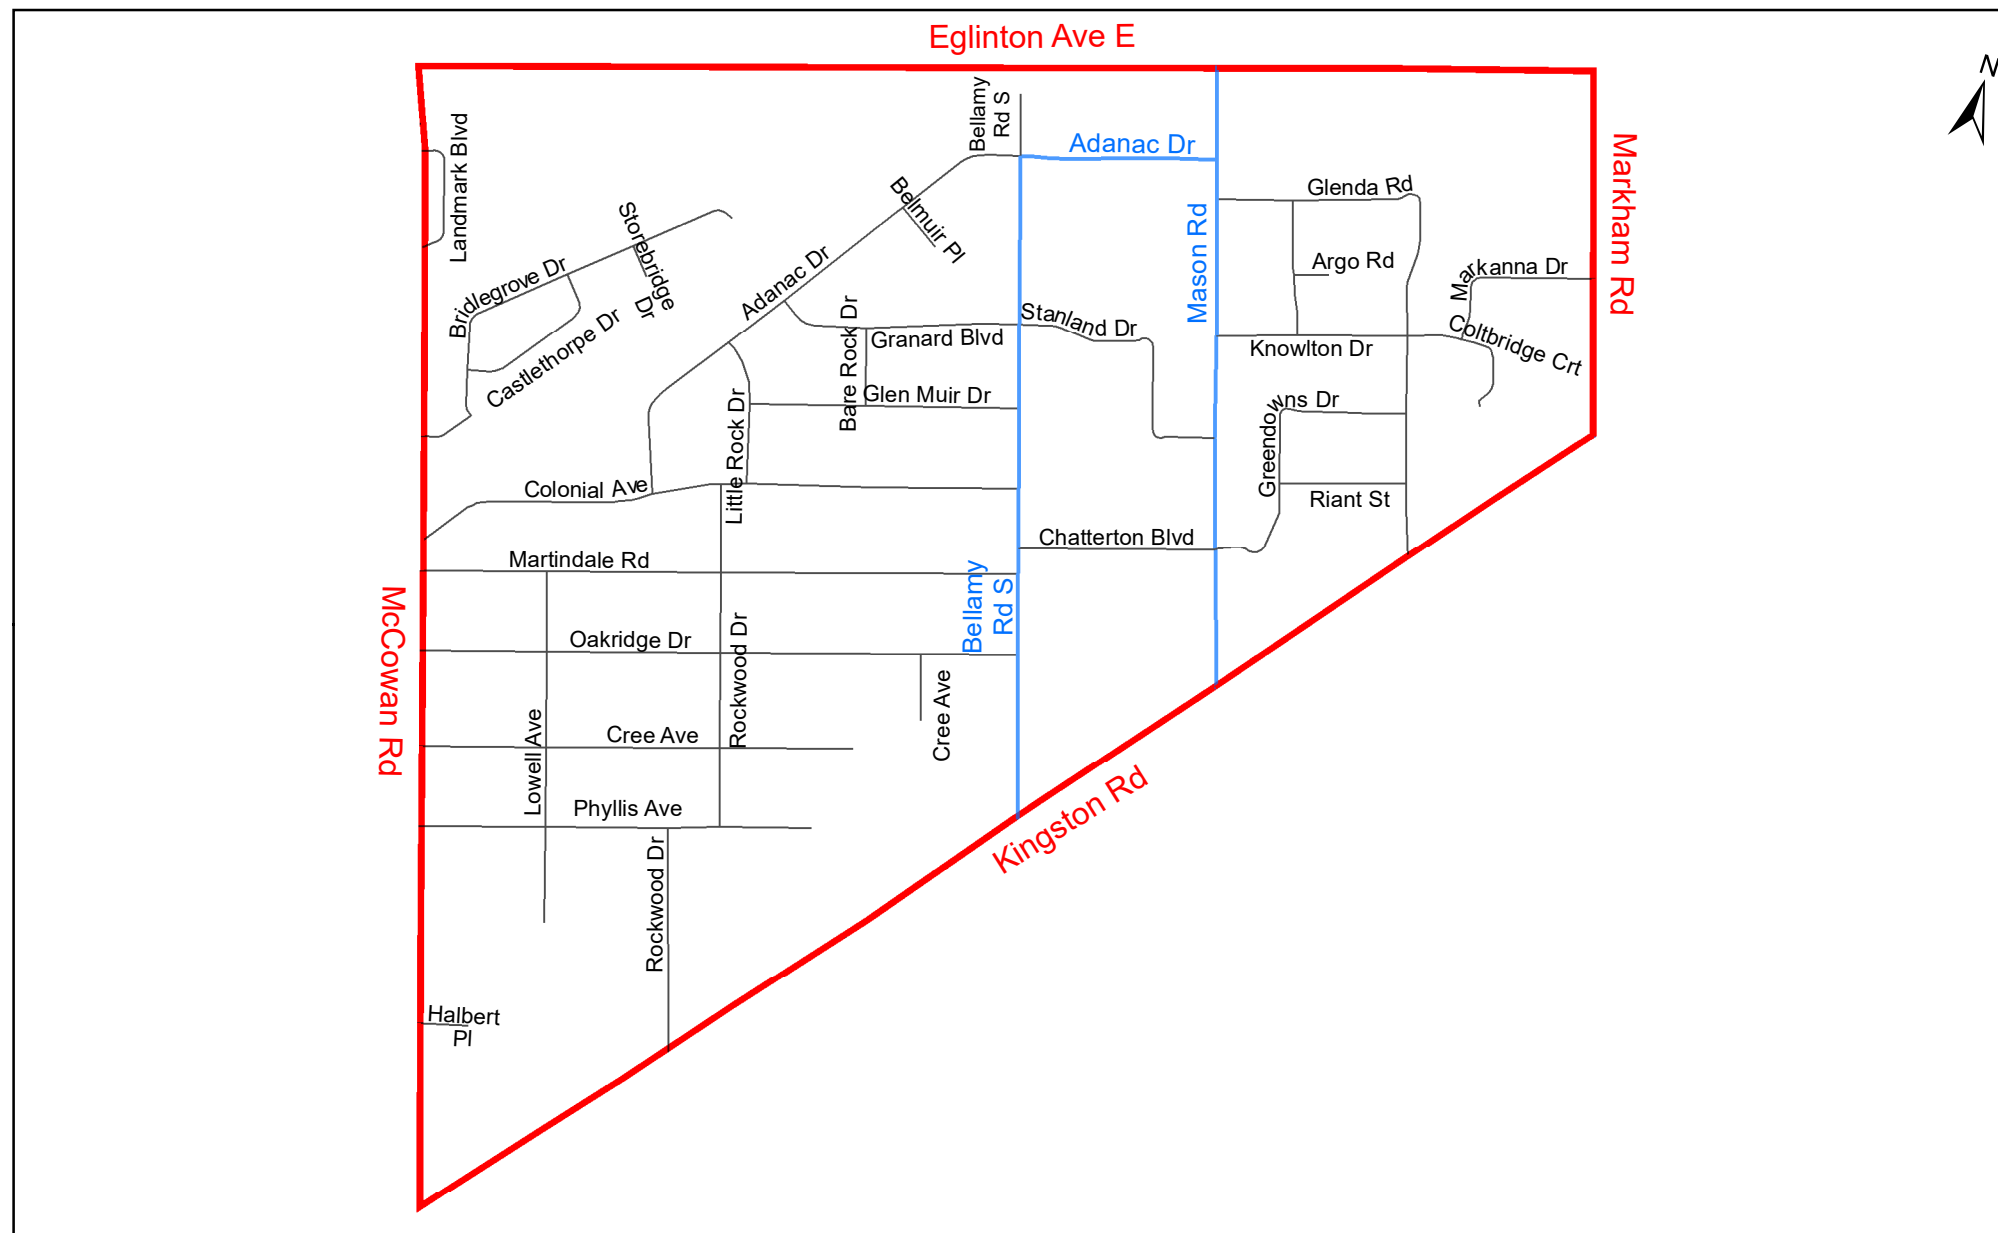 Eglinton Ave E
N
Bellamy
Rd S
Landmark Blvd
Adanac Dr
Markham Rd
Belmuir Pl
Glenda Rd
Storebridge
Dr
Mason Rd
Bridlegrove Dr
Adanac Dr
Argo Rd
Markanna Dr
Castlethorpe Dr
Bare Rock Dr
Granard Blvd
Stanland Dr
Knowlton Dr
Coltbridge Crt
Glen Muir Dr
Greendowns Dr
Little Rock Dr
Colonial Ave
Riant St
Chatterton Blvd
Martindale Rd
Bellamy
Rd S
McCowan Rd
Oakridge Dr
Rockwood Dr
Cree Ave
Cree Ave
Lowell Ave
Phyllis Ave
Kingston Rd
Rockwood Dr
Halbert
Pl